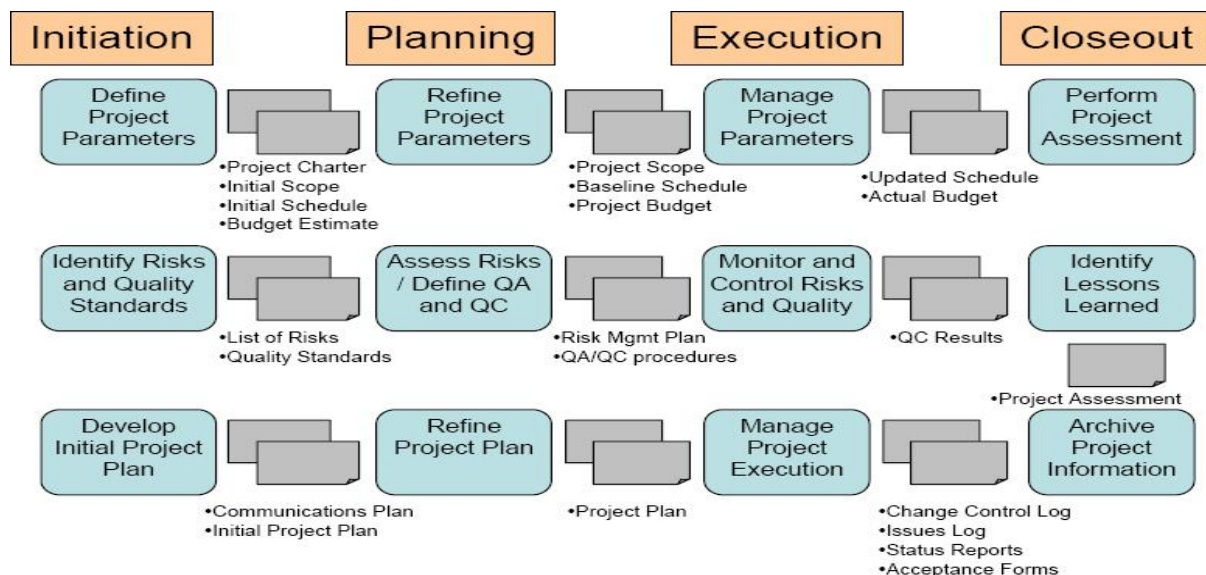 Initiation
Planning
Execution
Closeout
Define
Project
Parameters
•Project Charter
•Initial Scope
•Initial Schedule
•Budget Estimate
Refine
Project
Parameters
•Project Scope
•Baseline Schedule
•Project Budget
Manage
Project
Parameters
•Updated Schedule
•Actual Budget
Perform
Project
Assessment
Identify Risks
and Quality
Standards
•List of Risks
•Quality Standards
Assess Risks
/ Define QA
and QC
•Risk Mgmt Plan
•QA/QC procedures
Monitor and
Control Risks
and Quality
•QC Results
Identify
Lessons
Learned
•Project Assessment
Develop
Initial Project
Plan
•Communications Plan
•Initial Project Plan
Refine
Project Plan
•Project Plan
Manage
Project
Execution
•Change Control Log
•Issues Log
•Status Reports
•Acceptance Forms
Archive
Project
Information